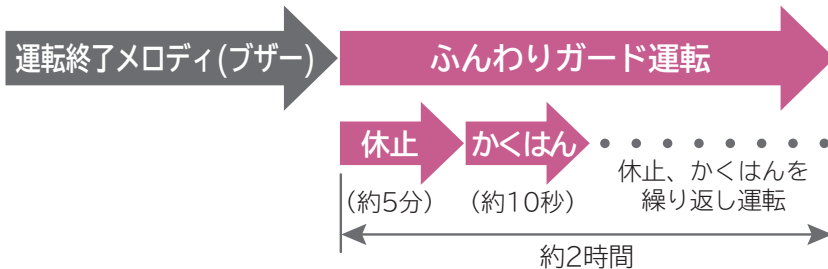 運転終了メロディ(ブザー)
ふんわりガード運転
休止
かくはん
(約5分)
(約10秒)
休止、かくはんを
繰り返し運転
約2時間